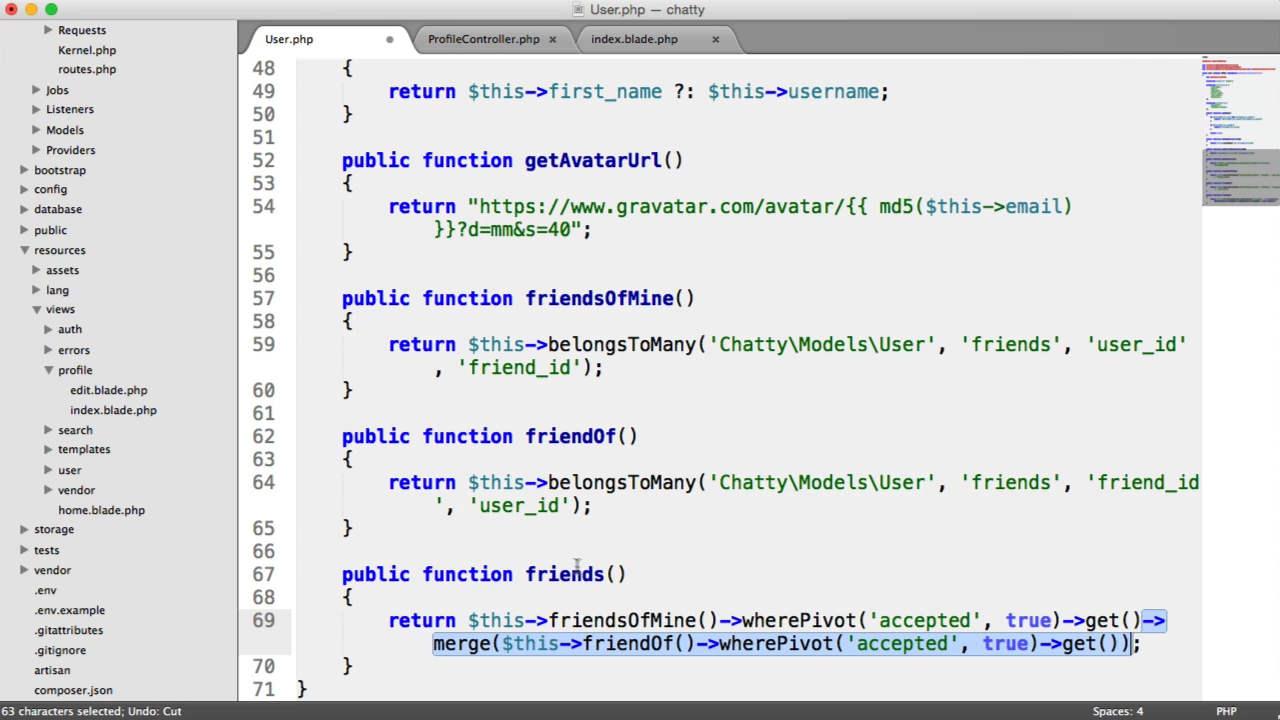 User.php — chatty
Requests
Kernel.php
routes.php
Jobs
Listeners
Models
Providers
bootstrap
config
database
public
resources
assets
lang
views
auth
errors
profile
edit.blade.php
index.blade.php
search
templates
user
vendor
home.blade.php
storage
tests
vendor
.env
.env.example
.gitattributes
.gitignore
artisan
composer.json
User.php
ProfileController.php
index.blade.php
48 {
49 return $this->first_name ?: $this->username;
50 }
51
52 public function getAvatarUrl()
53 {
54 return "https://www.gravatar.com/avatar/{{ md5($this->email)
}}?d=mm&s=40";
55 }
56
57 public function friendsOfMine()
58 {
59 return $this->belongsToMany('Chatty\Models\User', 'friends', 'user_id'
, 'friend_id');
60 }
61
62 public function friendOf()
63 {
64 return $this->belongsToMany('Chatty\Models\User', 'friends', 'friend_id
', 'user_id');
65 }
66
67 public function friends()
68 {
69 return $this->friendsOfMine()->wherePivot('accepted', true)->get()->
merge($this->friendOf()->wherePivot('accepted', true)->get());
70 }
71 }
63 characters selected; Undo: Cut
Spaces: 4
PHP